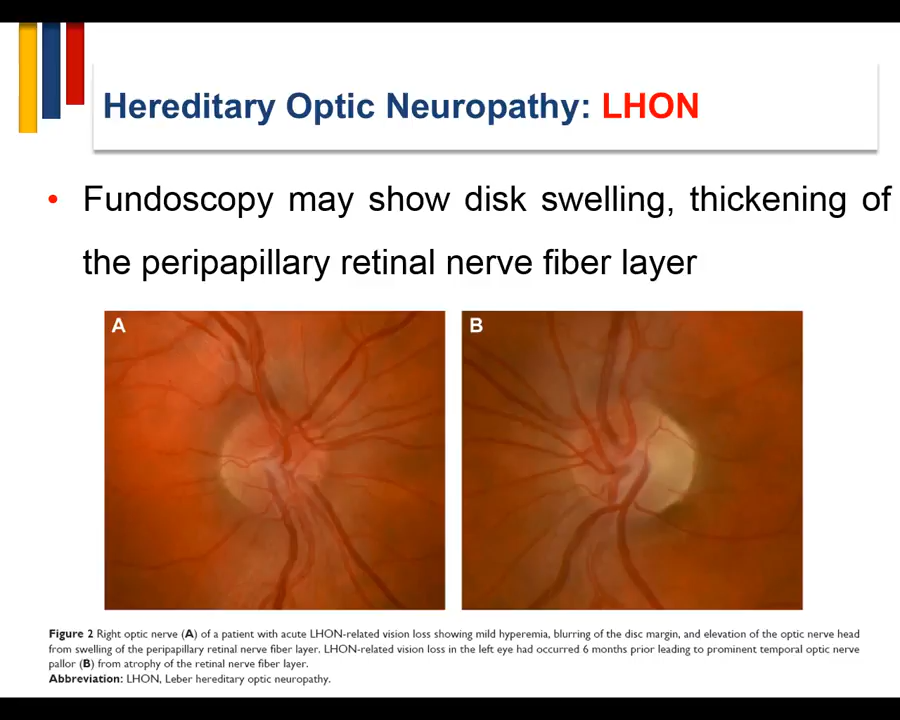 Hereditary Optic Neuropathy: LHON
• Fundoscopy may show disk swelling, thickening of
the peripapillary retinal nerve fiber layer
A
B
Figure 2 Right optic nerve (A) of a patient with acute LHON-related vision loss showing mild hyperemia, blurring of the disc margin, and elevation of the optic nerve head
from swelling of the peripapillary retinal nerve fiber layer. LHON-related vision loss in the left eye had occurred 6 months prior leading to prominent temporal optic nerve
pallor (B) from atrophy of the retinal nerve fiber layer.
Abbreviation: LHON, Leber hereditary optic neuropathy.